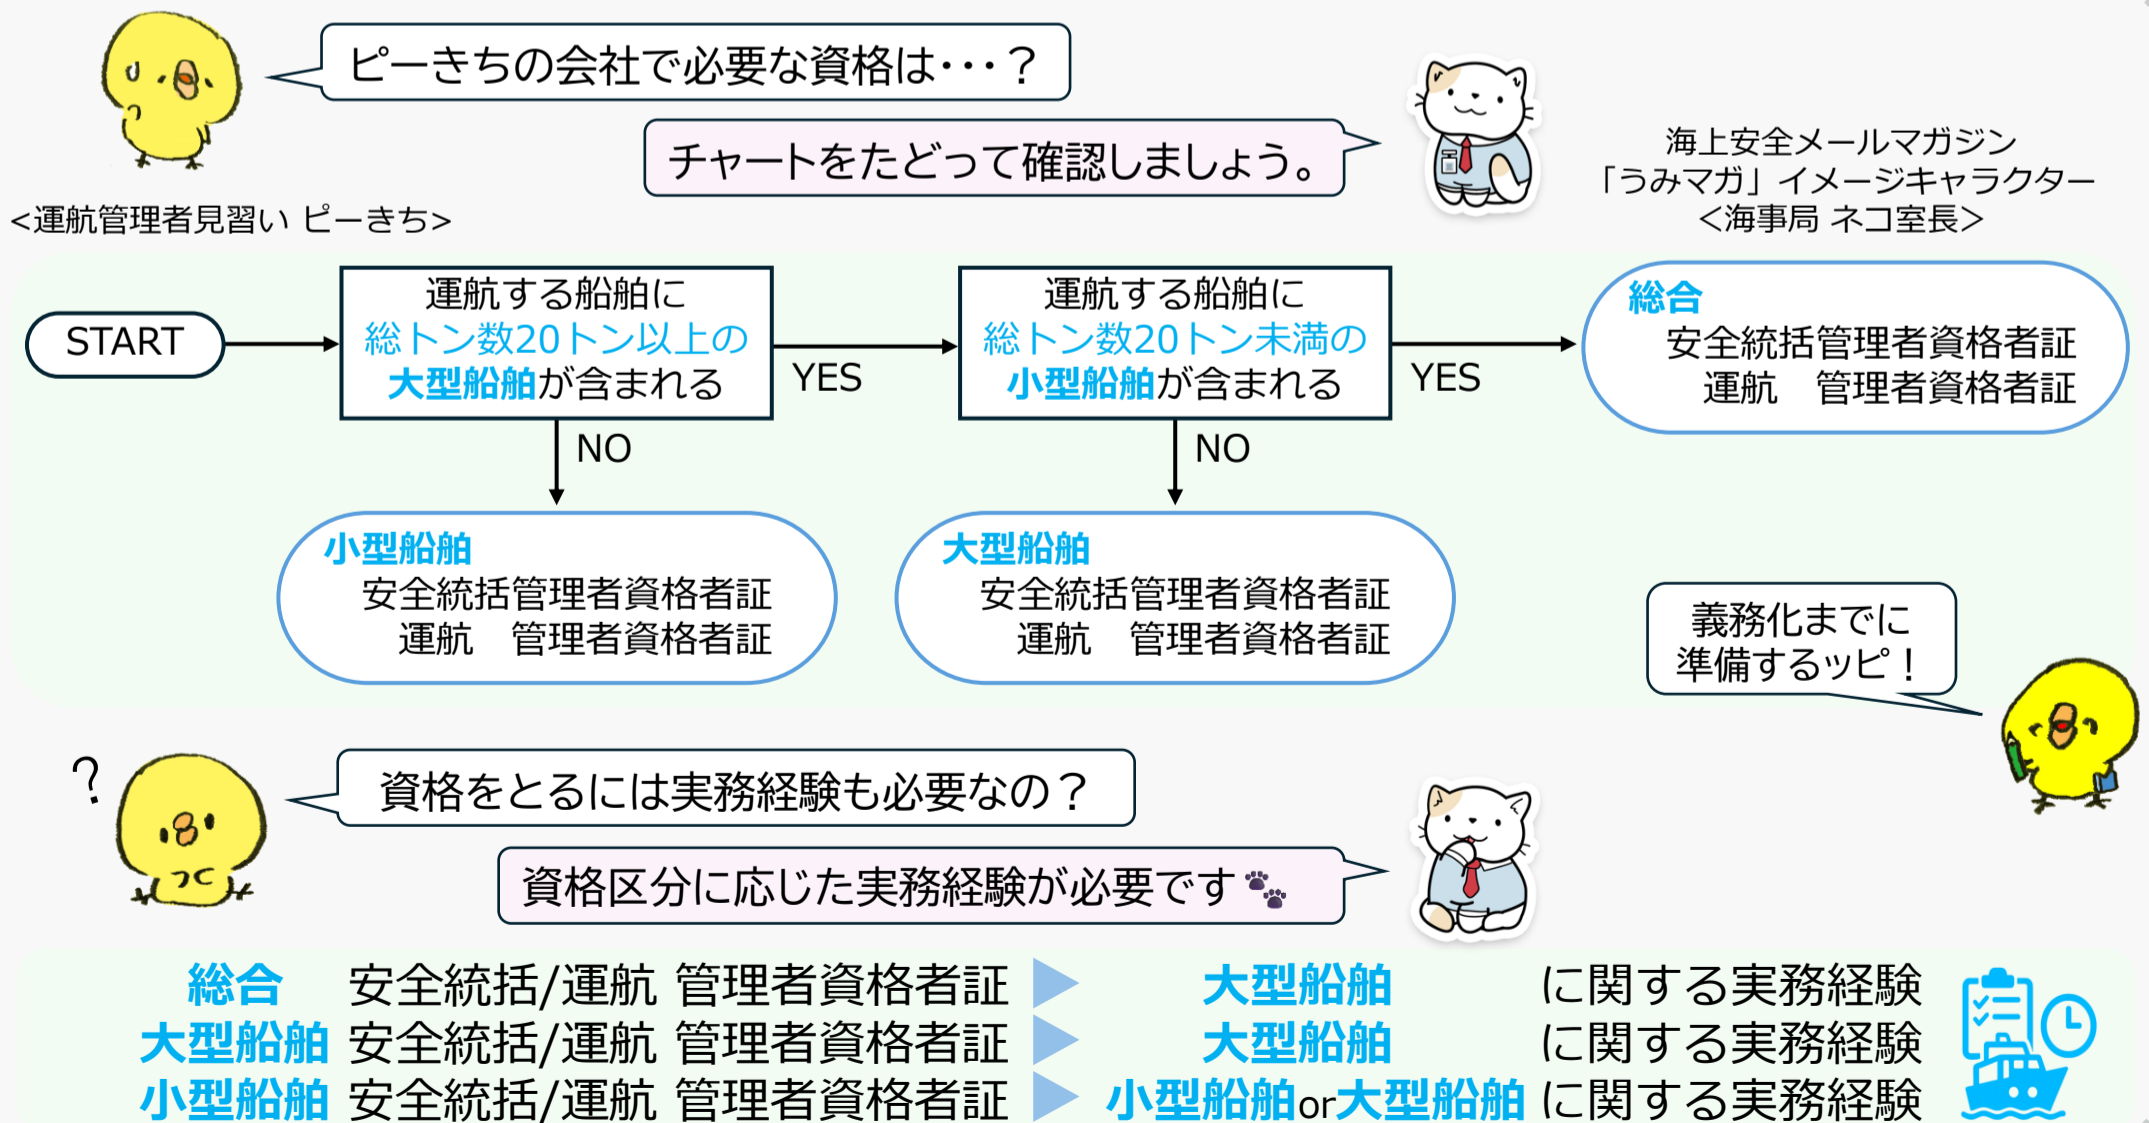 ピーきちの会社で必要な資格は･･･？
チャートをたどって確認しましょう。
<運航管理者見習い ピーきち>
海上安全メールマガジン
「うみマガ」イメージキャラクター
＜海事局 ネコ室長＞
START
運航する船舶に
総トン数20トン以上の
大型船舶が含まれる
YES
NO
運航する船舶に
総トン数20トン未満の
小型船舶が含まれる
YES
NO
総合
安全統括管理者資格者証
運航　管理者資格者証
小型船舶
安全統括管理者資格者証
運航　管理者資格者証
大型船舶
安全統括管理者資格者証
運航　管理者資格者証
義務化までに
準備するッピ！
?
資格をとるには実務経験も必要なの？
資格区分に応じた実務経験が必要です🐾
総合 安全統括/運航 管理者資格者証 ▶ 大型船舶 に関する実務経験
大型船舶 安全統括/運航 管理者資格者証 ▶ 大型船舶 に関する実務経験
小型船舶 安全統括/運航 管理者資格者証 ▶ 小型船舶or大型船舶 に関する実務経験